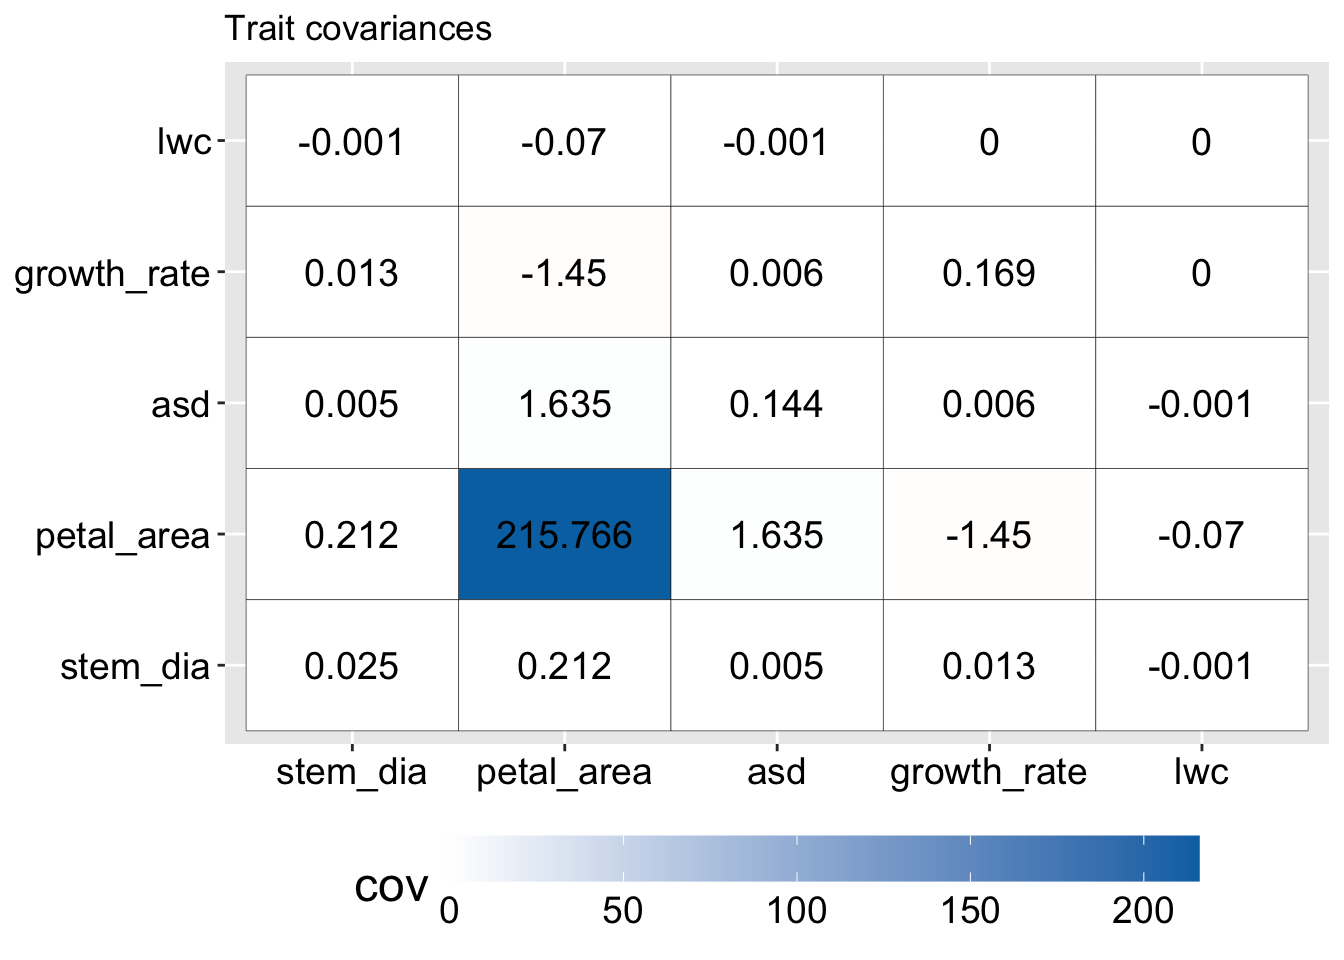 Trait covariances
lwc -0.001 -0.07 -0.001 0 0
growth_rate 0.013 -1.45 0.006 0.169 0
asd 0.005 1.635 0.144 0.006 -0.001
petal_area 0.212 215.766 1.635 -1.45 -0.07
stem_dia 0.025 0.212 0.005 0.013 -0.001
stem_dia petal_area asd growth_rate lwc
cov 0 50 100 150 200